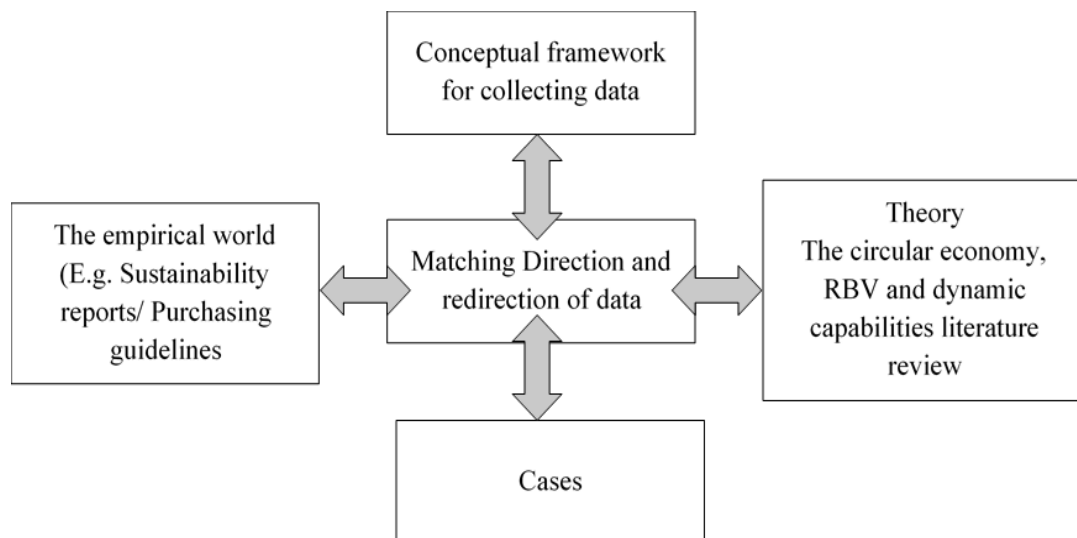 Conceptual framework
for collecting data
The empirical world
(E.g. Sustainability
reports/ Purchasing
guidelines
Matching Direction and
redirection of data
Theory
The circular economy,
RBV and dynamic
capabilities literature
review
Cases